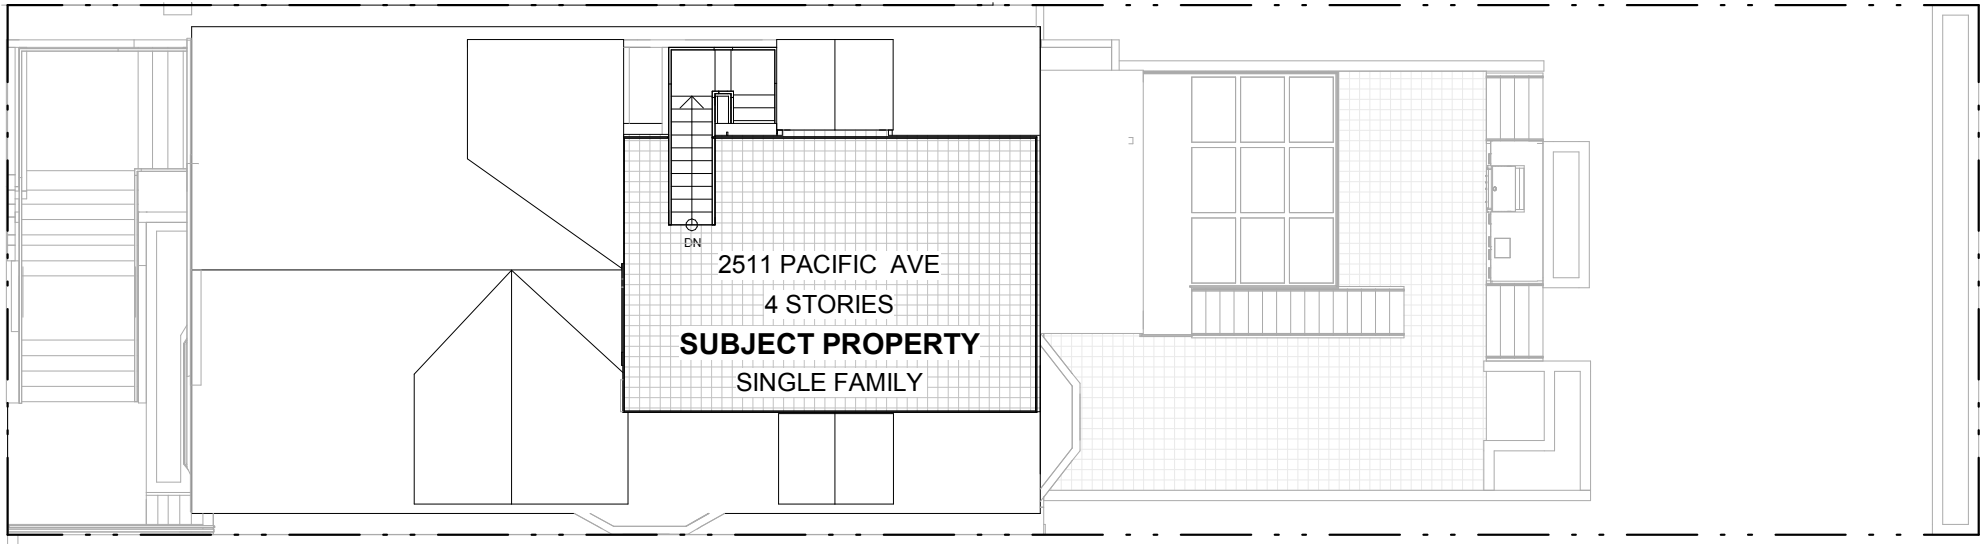 DN
2511 PACIFIC AVE
4 STORIES
SUBJECT PROPERTY
SINGLE FAMILY